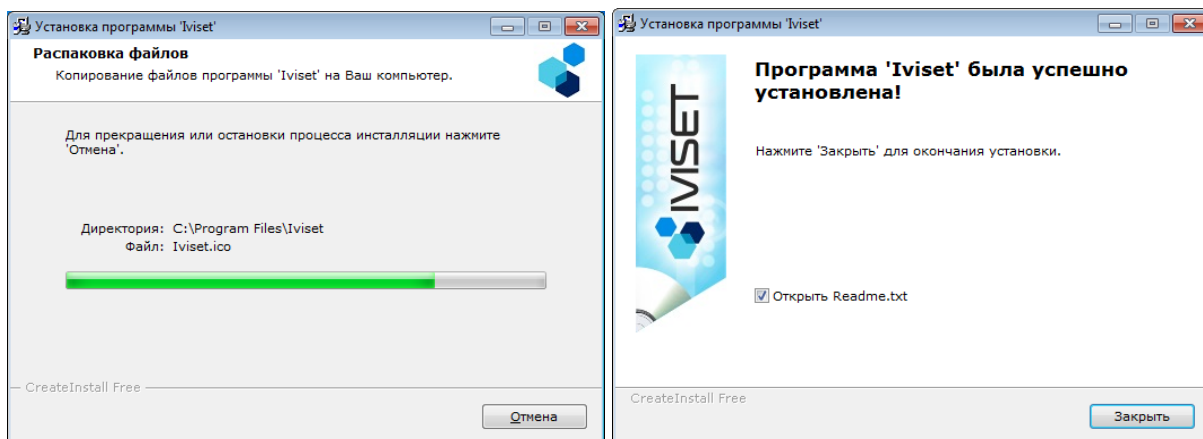 Установка программы 'Iviset'
Распаковка файлов
Копирование файлов программы 'Iviset' на Ваш компьютер.
Для прекращения или остановки процесса инсталляции нажмите
'Отмена'.
Директория: C:\Program Files\Iviset
Файл: Iviset.ico
CreateInstall Free
Отмена
Установка программы 'Iviset'
IVISET
Программа 'Iviset' была успешно
установлена!
Нажмите 'Закрыть' для окончания установки.
Открыть Readme.txt
CreateInstall Free
Закрыть